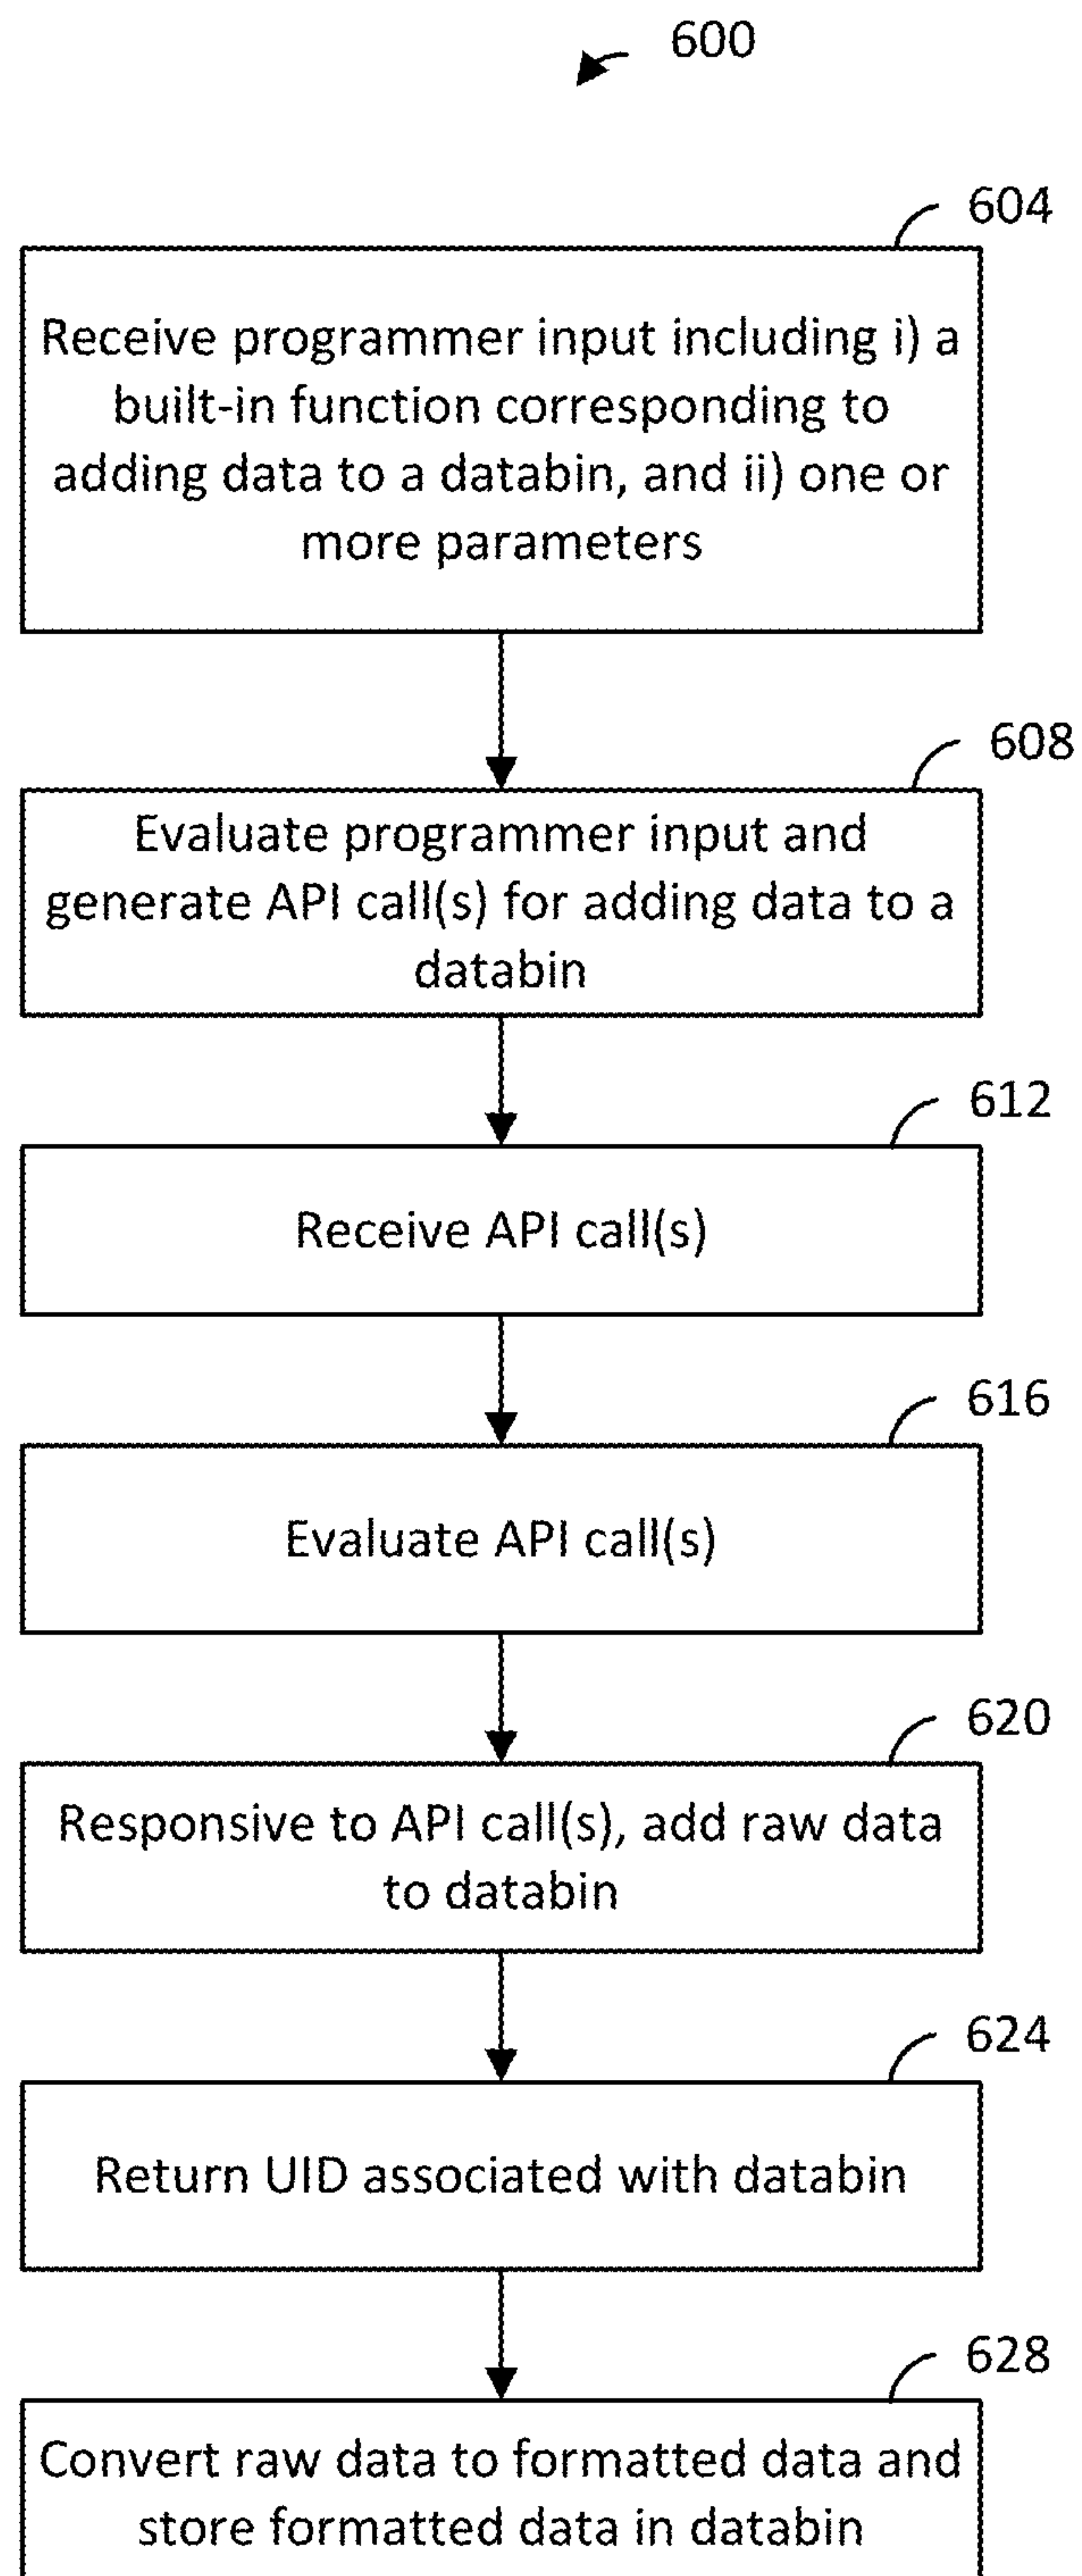 600
604
Receive programmer input including i) a
built-in function corresponding to
adding data to a databin, and ii) one or
more parameters
608
Evaluate programmer input and
generate API call(s) for adding data to a
databin
612
Receive API call(s)
616
Evaluate API call(s)
620
Responsive to API call(s), add raw data
to databin
624
Return UID associated with databin
628
Convert raw data to formatted data and
store formatted data in databin